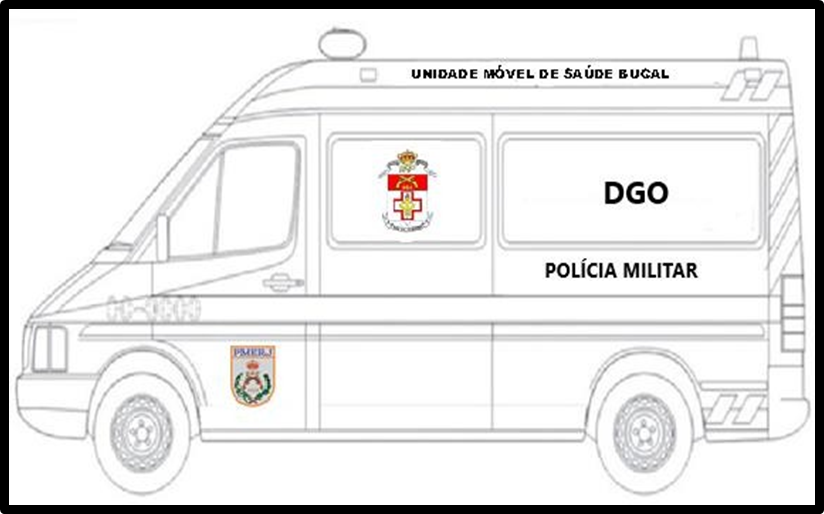 UNIDADE MÓVEL DE SAÚDE BUCAL
DGO
POLÍCIA MILITAR
PMERJ